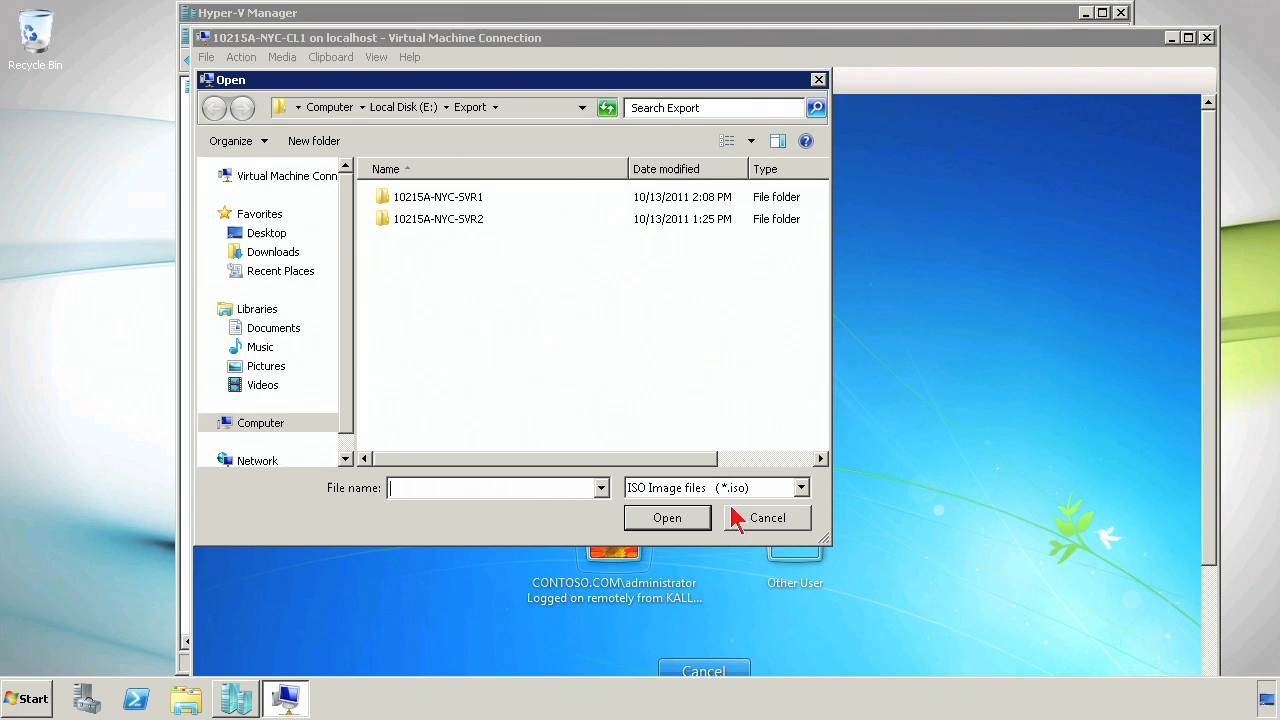 Hyper-V Manager
10215A-NYC-CL1 on localhost - Virtual Machine Connection
Recycle Bin
File Action Media Clipboard View Help
Open
Computer Local Disk (E:) Export
Search Export
Organize New folder
Name Date modified Type
Virtual Machine Conn
10215A-NYC-SVR1 10/13/2011 2:08 PM File folder
10215A-NYC-SVR2 10/13/2011 1:25 PM File folder
Favorites
Desktop
Downloads
Recent Places
Libraries
Documents
Music
Pictures
Videos
Computer
Network
File name: ISO Image files (*.iso)
Open Cancel
CONTOSO.COM\administrator
Logged on remotely from KALL...
Other User
Cancel
Start